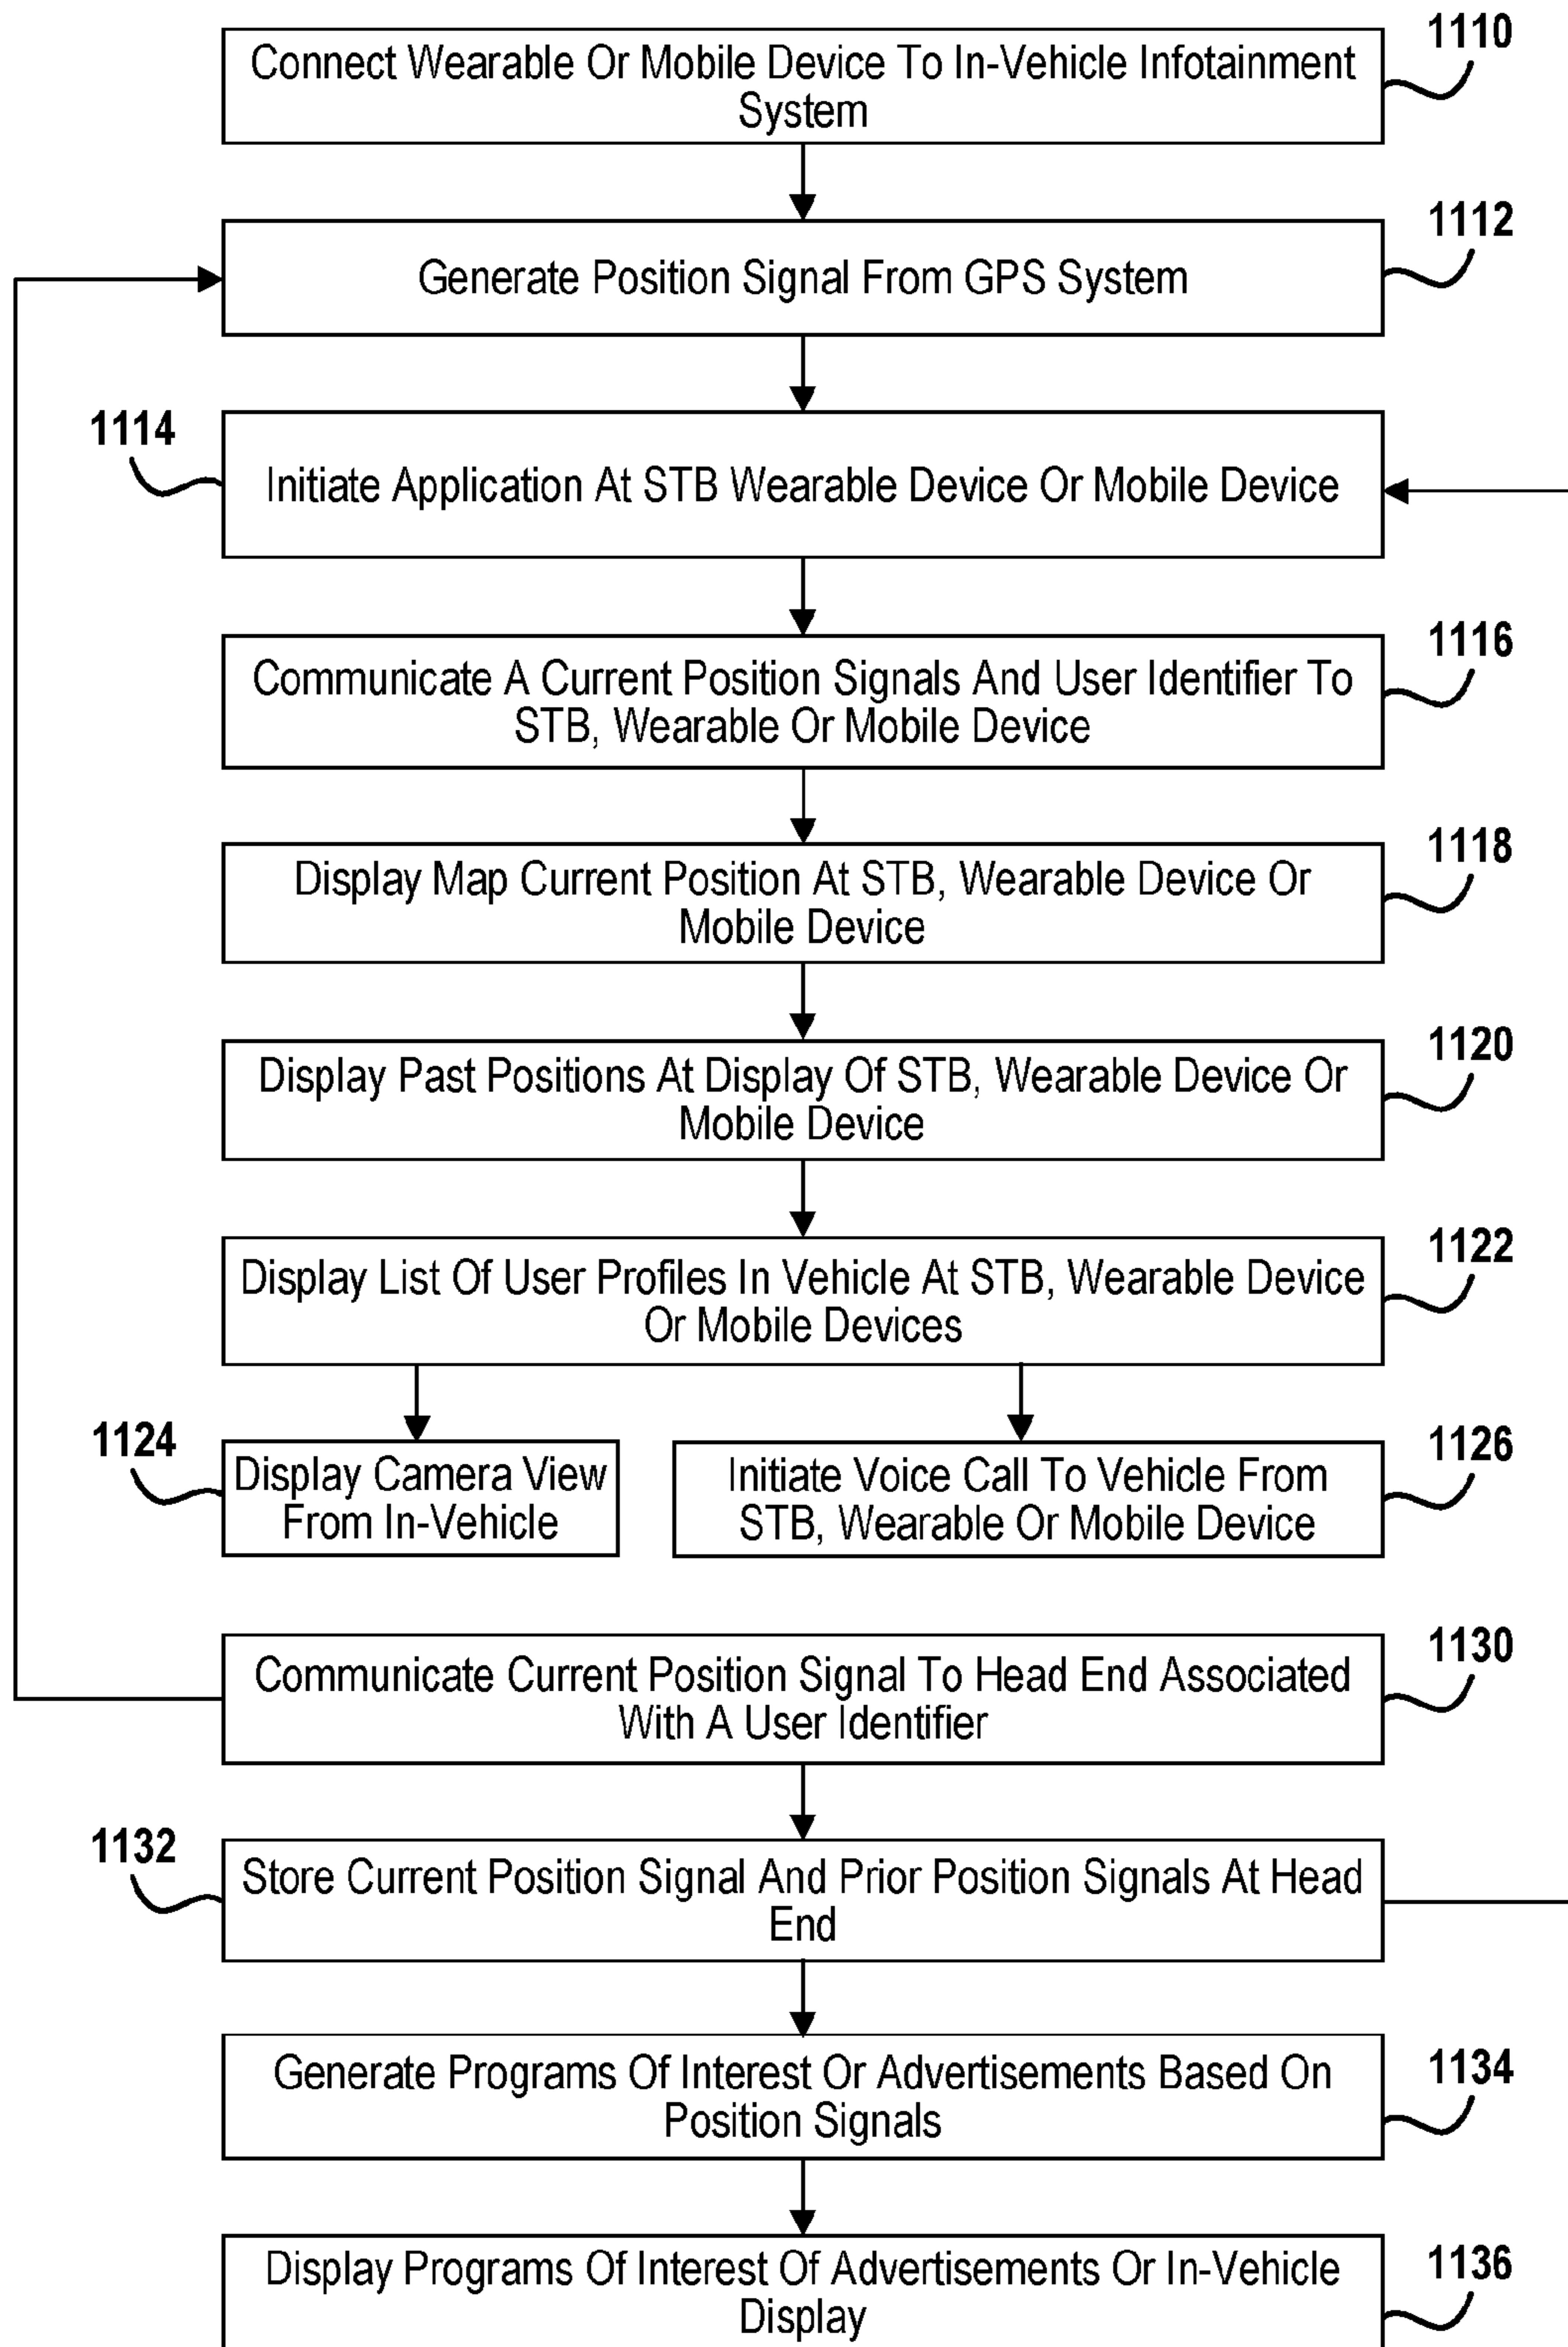 1110
Connect Wearable Or Mobile Device To In-Vehicle Infotainment
System
1112
Generate Position Signal From GPS System
1114
Initiate Application At STB Wearable Device Or Mobile Device
1116
Communicate A Current Position Signals And User Identifier To
STB, Wearable Or Mobile Device
1118
Display Map Current Position At STB, Wearable Device Or
Mobile Device
1120
Display Past Positions At Display Of STB, Wearable Device Or
Mobile Device
1122
Display List Of User Profiles In Vehicle At STB, Wearable Device
Or Mobile Devices
1124
Display Camera View
From In-Vehicle
1126
Initiate Voice Call To Vehicle From
STB, Wearable Or Mobile Device
1130
Communicate Current Position Signal To Head End Associated
With A User Identifier
1132
Store Current Position Signal And Prior Position Signals At Head
End
1134
Generate Programs Of Interest Or Advertisements Based On
Position Signals
1136
Display Programs Of Interest Of Advertisements Or In-Vehicle
Display